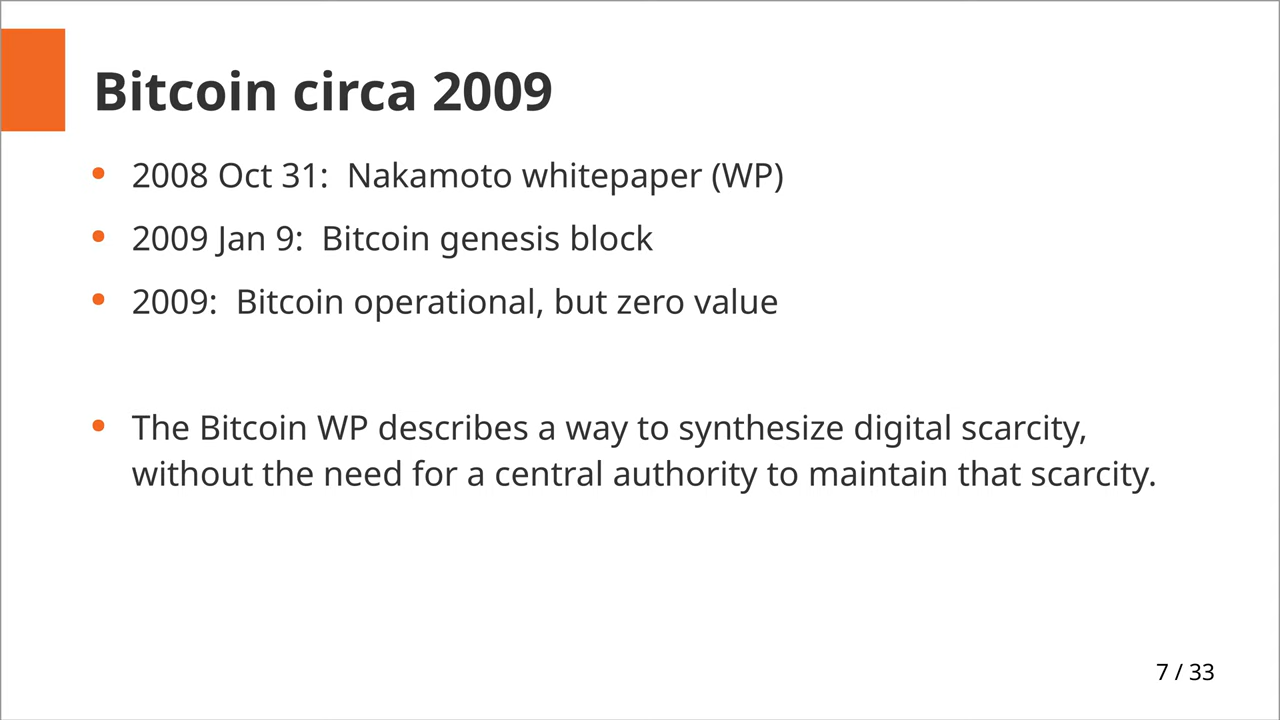 Bitcoin circa 2009
• 2008 Oct 31:  Nakamoto whitepaper (WP)
• 2009 Jan 9:  Bitcoin genesis block
• 2009:  Bitcoin operational, but zero value
• The Bitcoin WP describes a way to synthesize digital scarcity,
without the need for a central authority to maintain that scarcity.
7 / 33